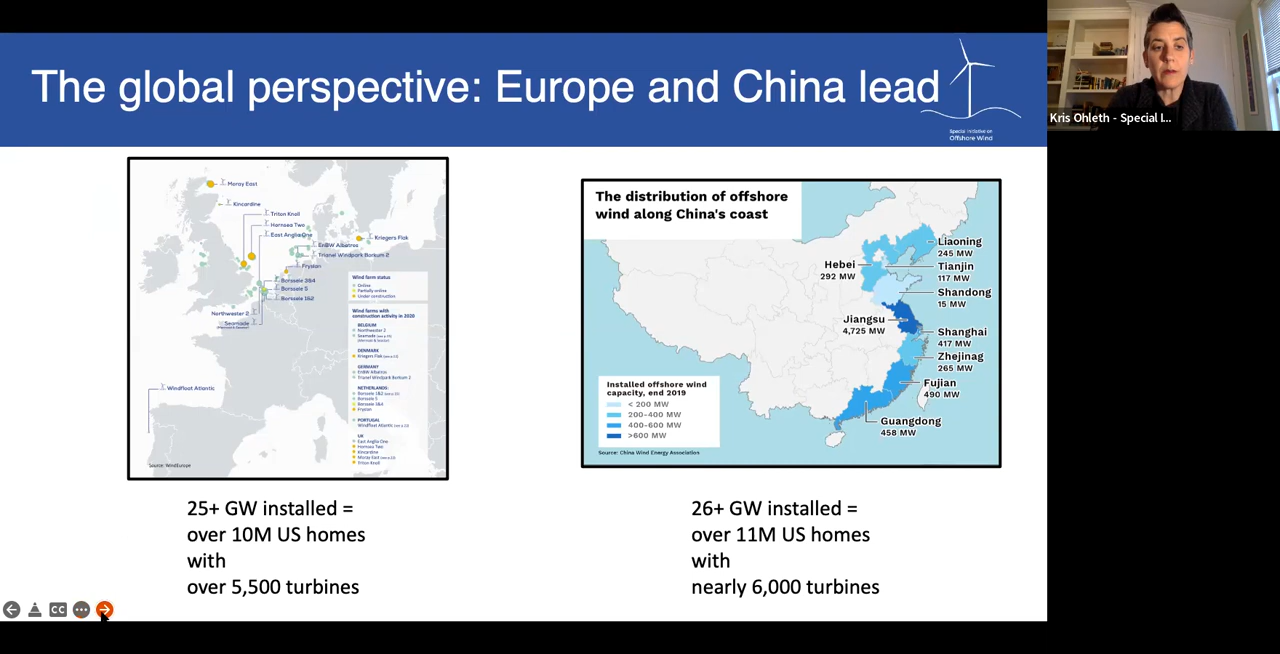 The global perspective: Europe and China lead
Special Initiative on
Offshore Wind
Kris Ohleth - Special I...
Moray East
Kincardine
Triton Knoll
Hornsea Two
East Anglia One
EnBW Albatros
Kriegers Flak
Trianel Windpark Borkum 2
Fryslan
Borssele 3&4
Borssele 5
Borssele 1&2
Northwester 2
Seamade
Windfloat Atlantic
Wind farm status
Online
Partially online
Under construction
Wind farms with
construction activity in 2020
BELGIUM
Northwester 2
Seamade
DENMARK
Kriegers Flak
GERMANY
EnBW Albatros
Trianel Windpark Borkum 2
NETHERLANDS:
Borssele 1&2
Borssele 5
Borssele 3&4
Fryslan
PORTUGAL
Windfloat Atlantic
UK
East Anglia One
Hornsea Two
Kincardine
Moray East
Triton Knoll
Source: WindEurope
The distribution of offshore
wind along China's coast
Liaoning
245 MW
Hebei
292 MW
Tianjin
117 MW
Shandong
15 MW
Jiangsu
4,725 MW
Shanghai
417 MW
Zhejinag
265 MW
Fujian
490 MW
Guangdong
458 MW
Installed offshore wind
capacity, end 2019
< 200 MW
200-400 MW
400-600 MW
>600 MW
Source: China Wind Energy Association
25+ GW installed =
over 10M US homes
with
over 5,500 turbines
26+ GW installed =
over 11M US homes
with
nearly 6,000 turbines
CC